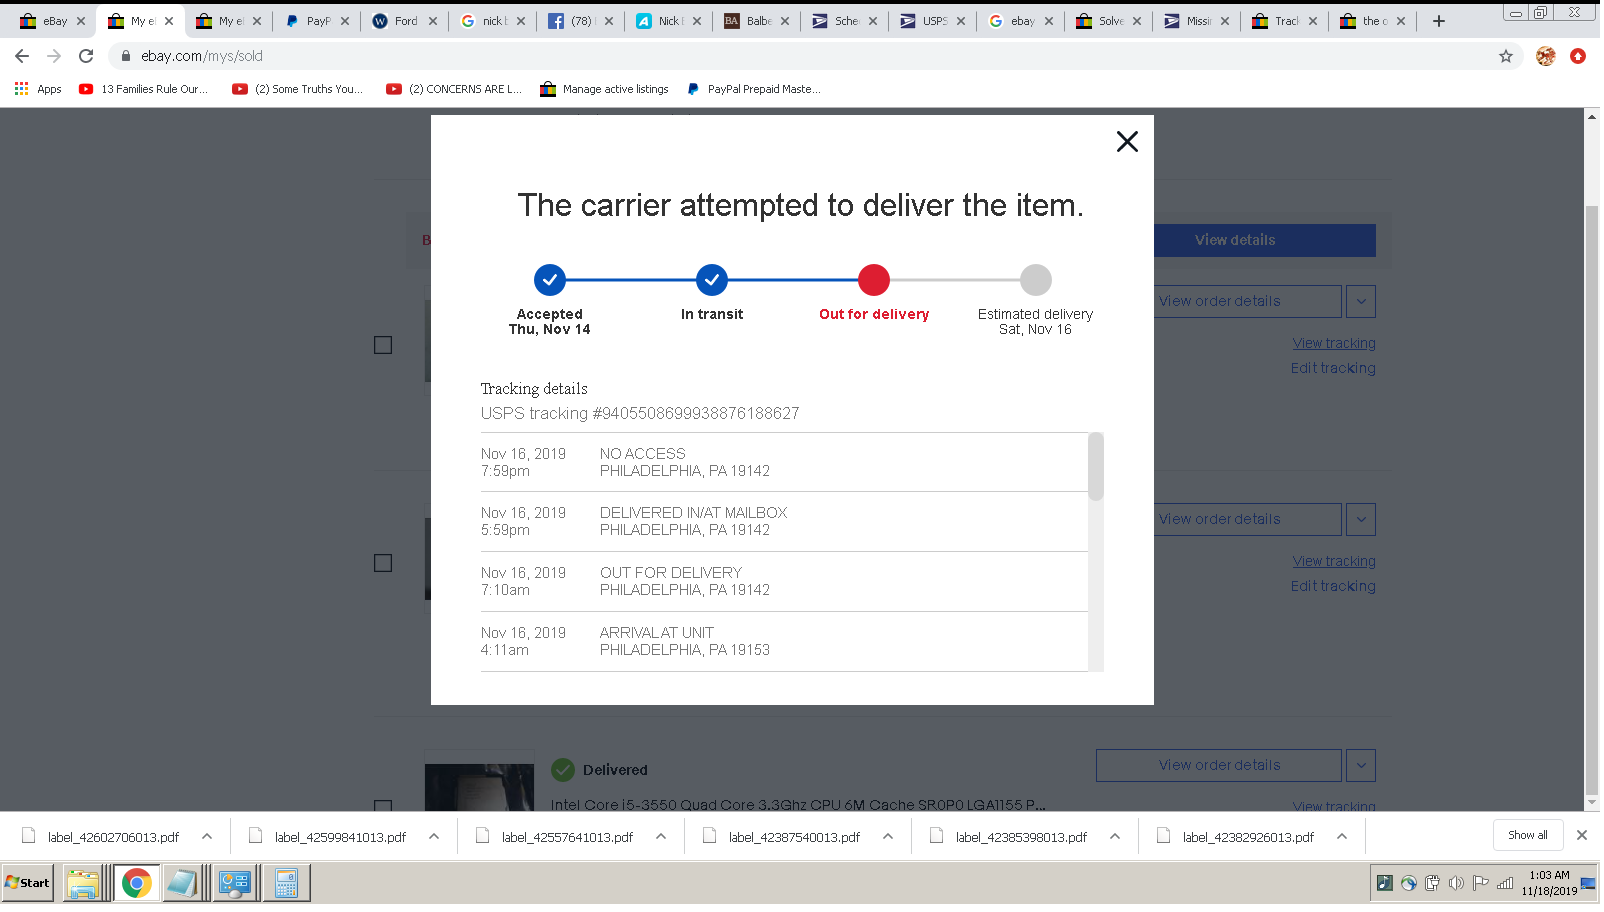 eBay
My e
My e
PayP
Ford
nick b
(78)
Nick B
BA
Balbe
Sche
USPS
ebay
Solve
Missi
Track
the o
ebay.com/mys/sold
Apps
13 Families Rule Our...
(2) Some Truths You...
(2) CONCERNS ARE L...
Manage active listings
PayPal Prepaid Maste...
The carrier attempted to deliver the item.
B
View details
Accepted
Thu, Nov 14
In transit
Out for delivery
Estimated delivery
Sat, Nov 16
View order details
View tracking
Edit tracking
Tracking details
USPS tracking #9405508699938876188627
Nov 16, 2019 NO ACCESS
7:59pm PHILADELPHIA, PA 19142
Nov 16, 2019 DELIVERED IN/AT MAILBOX
5:59pm PHILADELPHIA, PA 19142
View order details
View tracking
Edit tracking
Nov 16, 2019 OUT FOR DELIVERY
7:10am PHILADELPHIA, PA 19142
Nov 16, 2019 ARRIVAL AT UNIT
4:11am PHILADELPHIA, PA 19153
Delivered
View order details
Intel Core i5-3550 Quad Core 3.3Ghz CPU 6M Cache SR0P0 LGA1155 P...
View tracking
label_42602706013.pdf
label_42599841013.pdf
label_42557641013.pdf
label_42387540013.pdf
label_42385398013.pdf
label_42382926013.pdf
Show all
Start
1:03 AM
11/18/2019